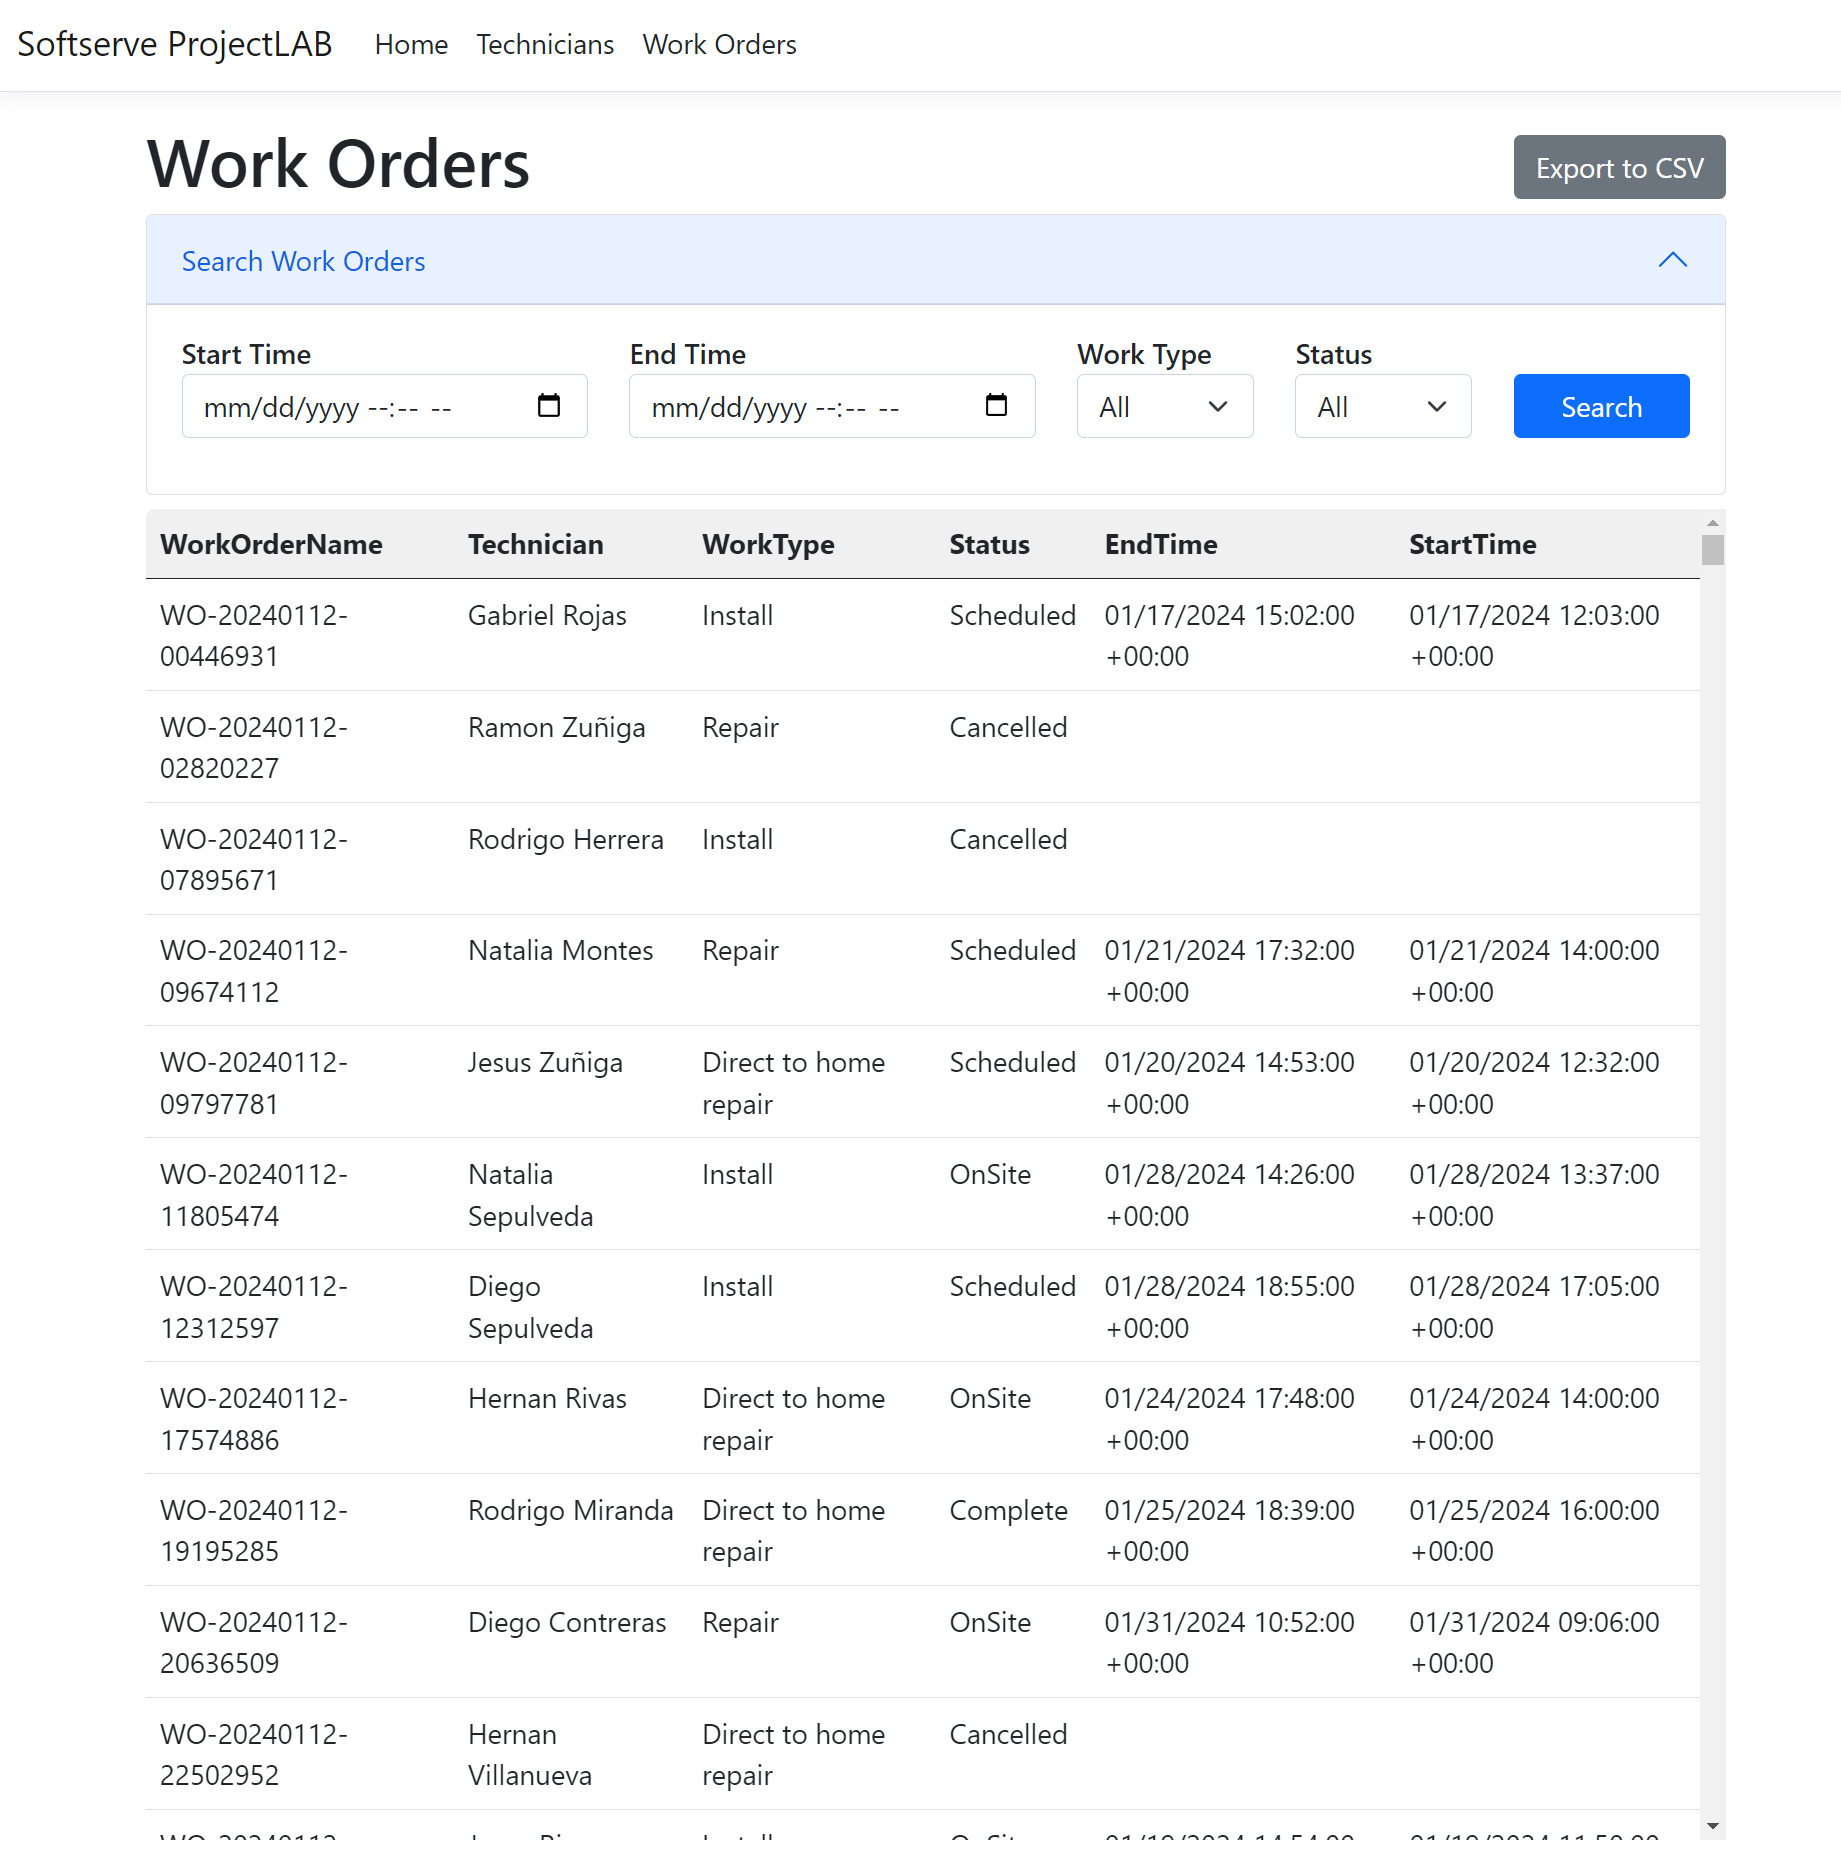 Softserve ProjectLAB Home Technicians Work Orders
Work Orders
Export to CSV
Search Work Orders
Start Time End Time Work Type Status
mm/dd/yyyy --:-- -- mm/dd/yyyy --:-- -- All All Search
WorkOrderName Technician WorkType Status EndTime StartTime
WO-20240112- Gabriel Rojas Install Scheduled 01/17/2024 15:02:00 01/17/2024 12:03:00
00446931 +00:00 +00:00
WO-20240112- Ramon Zuñiga Repair Cancelled
02820227
WO-20240112- Rodrigo Herrera Install Cancelled
07895671
WO-20240112- Natalia Montes Repair Scheduled 01/21/2024 17:32:00 01/21/2024 14:00:00
09674112 +00:00 +00:00
WO-20240112- Jesus Zuñiga Direct to home Scheduled 01/20/2024 14:53:00 01/20/2024 12:32:00
09797781 repair +00:00 +00:00
WO-20240112- Natalia Install OnSite 01/28/2024 14:26:00 01/28/2024 13:37:00
11805474 Sepulveda +00:00 +00:00
WO-20240112- Diego Install Scheduled 01/28/2024 18:55:00 01/28/2024 17:05:00
12312597 Sepulveda +00:00 +00:00
WO-20240112- Hernan Rivas Direct to home OnSite 01/24/2024 17:48:00 01/24/2024 14:00:00
17574886 repair +00:00 +00:00
WO-20240112- Rodrigo Miranda Direct to home Complete 01/25/2024 18:39:00 01/25/2024 16:00:00
19195285 repair +00:00 +00:00
WO-20240112- Diego Contreras Repair OnSite 01/31/2024 10:52:00 01/31/2024 09:06:00
20636509 +00:00 +00:00
WO-20240112- Hernan Direct to home Cancelled
22502952 Villanueva repair